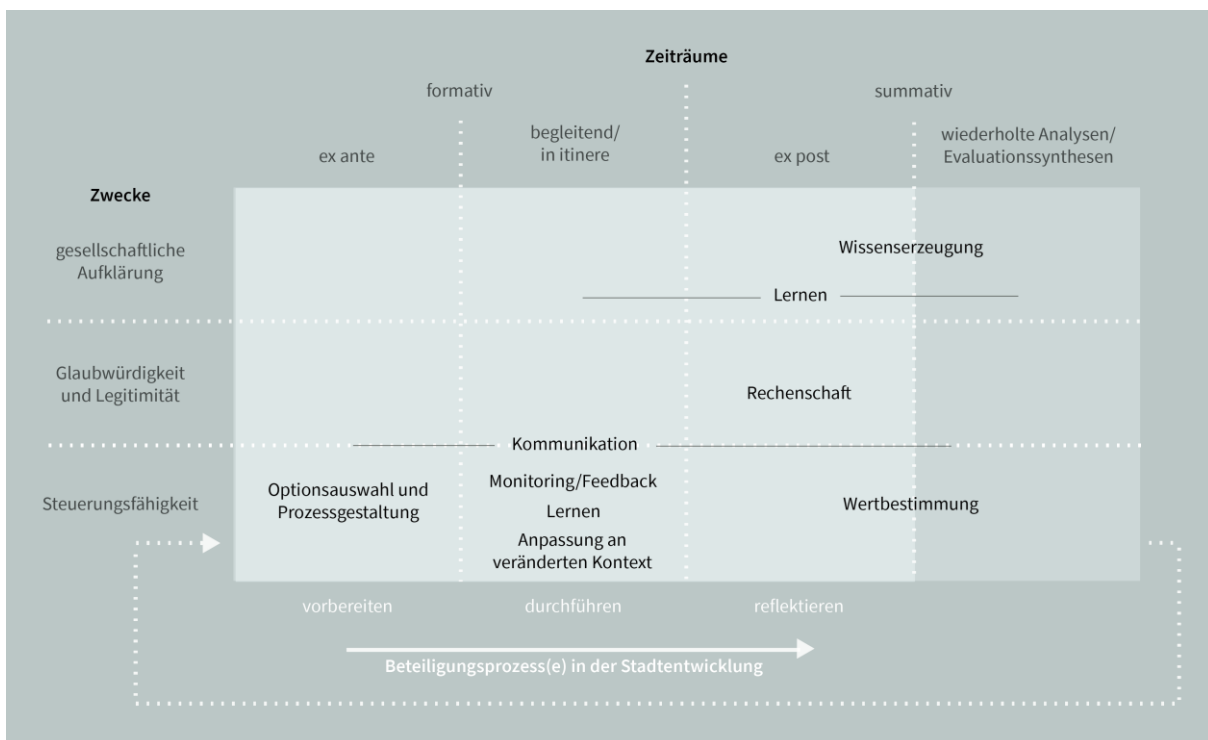 Zeiträume
formativ
summativ
ex ante
begleitend/
in itinere
ex post
wiederholte Analysen/
Evaluationssynthesen
Zwecke
gesellschaftliche
Aufklärung
Wissenserzeugung
Lernen
Glaubwürdigkeit
und Legitimität
Rechenschaft
Kommunikation
Steuerungsfähigkeit
Optionsauswahl und
Prozessgestaltung
Monitoring/Feedback
Lernen
Anpassung an
veränderten Kontext
Wertbestimmung
vorbereiten
durchführen
reflektieren
Beteiligungsprozess(e) in der Stadtentwicklung